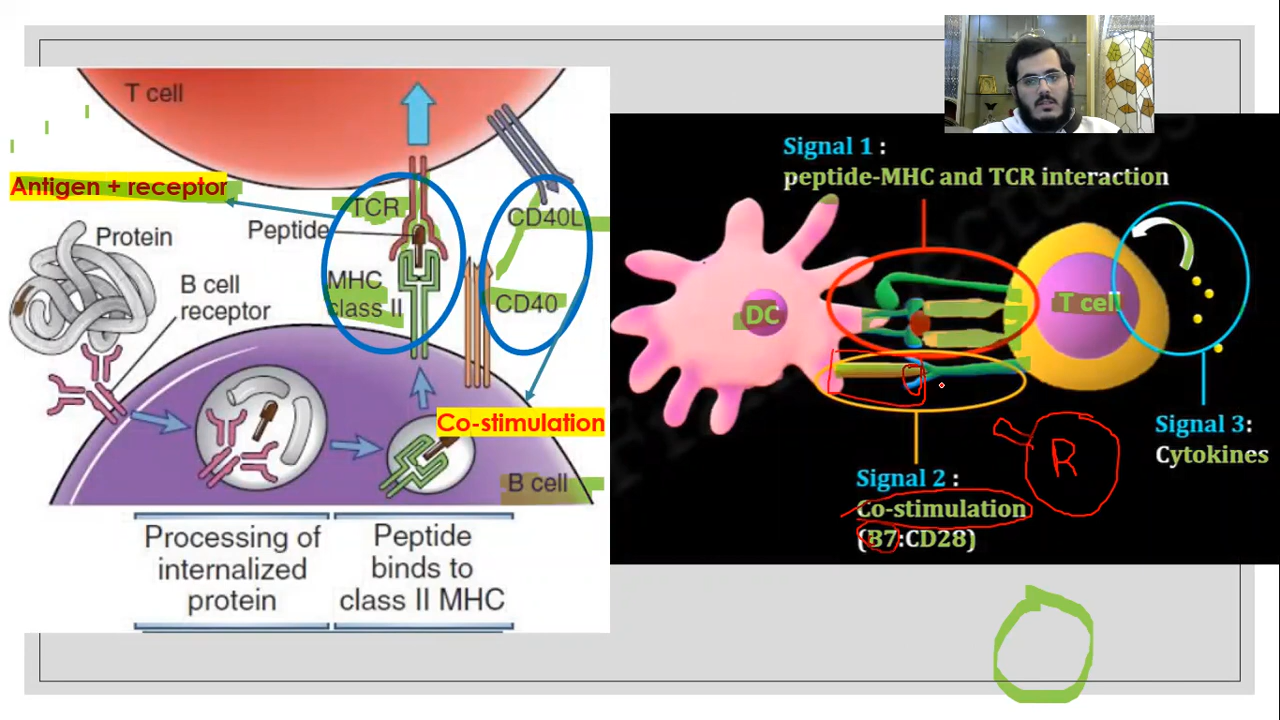 T cell
Antigen + receptor
TCR
CD40L
Peptide
Protein
MHC
class II
CD40
B cell
receptor
Co-stimulation
B cell
Processing of
internalized
protein
Peptide
binds to
class II MHC
Signal 1 :
peptide-MHC and TCR interaction
DC
T cell
Signal 2 :
Co-stimulation
(B7:CD28)
R
Signal 3:
Cytokines